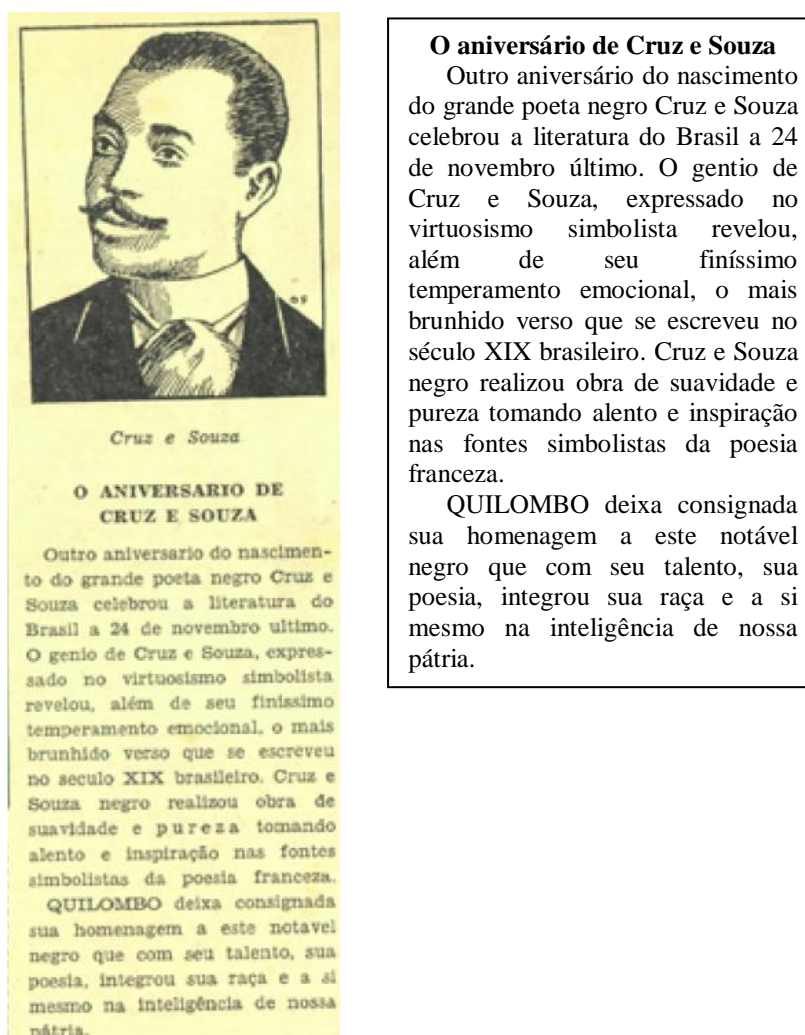 Cruz e Souza
O ANIVERSARIO DE
CRUZ E SOUZA
Outro aniversario do nascimen-
to do grande poeta negro Cruz e
Souza celebrou a literatura do
Brasil a 24 de novembro ultimo.
O genio de Cruz e Souza, expres-
sado no virtuosismo simbolista
revelou, além de seu finissimo
temperamento emocional, o mais
brunhido verso que se escreveu
no seculo XIX brasileiro. Cruz e
Souza negro realizou obra de
suavidade e pureza tomando
alento e inspiração nas fontes
simbolistas da poesia franceza.
QUILOMBO deixa consignada
sua homenagem a este notavel
negro que com seu talento, sua
poesia, integrou sua raça e a si
mesmo na inteligência de nossa
pátria.
O aniversário de Cruz e Souza
Outro aniversário do nascimento
do grande poeta negro Cruz e Souza
celebrou a literatura do Brasil a 24
de novembro último. O gentio de
Cruz e Souza, expressado no
virtuosismo simbolista revelou,
além de seu finíssimo
temperamento emocional, o mais
brunhido verso que se escreveu no
século XIX brasileiro. Cruz e Souza
negro realizou obra de suavidade e
pureza tomando alento e inspiração
nas fontes simbolistas da poesia
franceza.
QUILOMBO deixa consignada
sua homenagem a este notável
negro que com seu talento, sua
poesia, integrou sua raça e a si
mesmo na inteligência de nossa
pátria.